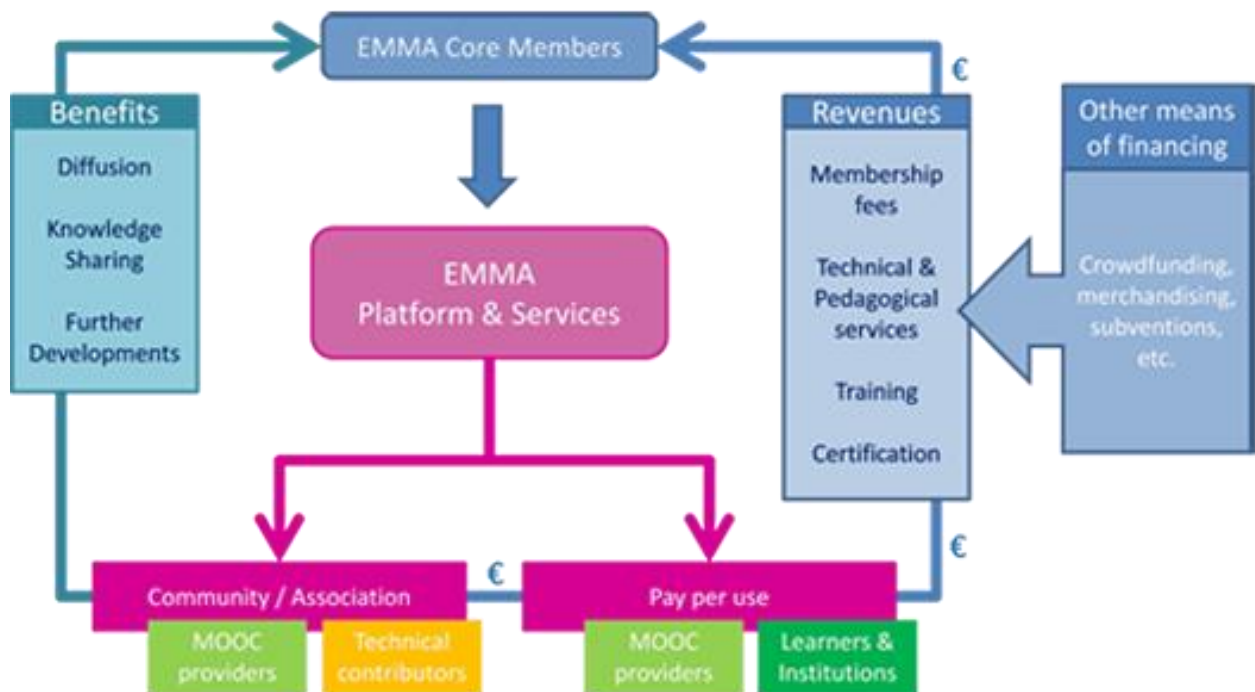 EMMA Core Members
€
Benefits
Diffusion
Knowledge
Sharing
Further
Developments
EMMA
Platform & Services
Revenues
Membership
fees
Technical &
Pedagogical
services
Training
Certification
Other means
of financing
Crowdfunding,
merchandising,
subventions,
etc.
€
€
Community / Association
Pay per use
MOOC
providers
Technical
contributors
MOOC
providers
Learners &
Institutions